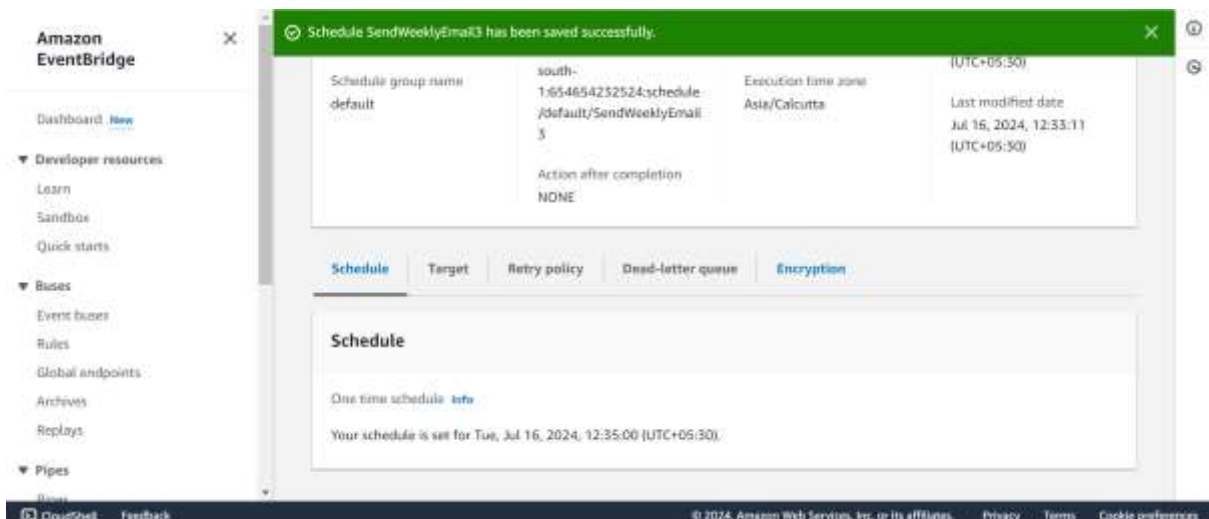 Amazon
EventBridge
Dashboard New
Developer resources
Learn
Sandbox
Quick starts
Buses
Event buses
Rules
Global endpoints
Archives
Replays
Pipes
Pipes
Schedule SendWeeklyEmail3 has been saved successfully.
Schedule group name
default
south-
1:654654232524:schedule
/default/SendWeeklyEmail
3
Action after completion
NONE
Execution time zone
Asia/Calcutta
(UTC+05:30)
Last modified date
Jul 16, 2024, 12:33:11
(UTC+05:30)
Schedule Target Retry policy Dead-letter queue Encryption
Schedule
One time schedule Info
Your schedule is set for Tue, Jul 16, 2024, 12:35:00 (UTC+05:30).
CloudShell Feedback © 2024, Amazon Web Services, Inc. or its affiliates. Privacy Terms Cookie preferences